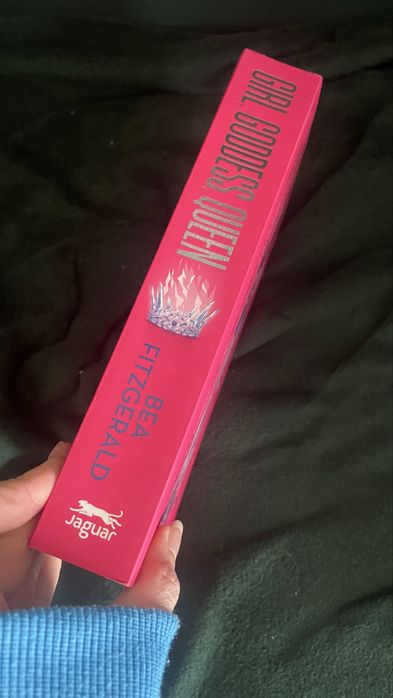 GIRL, GODDESS, QUEEN
BEA
FITZGERALD
Jaguar